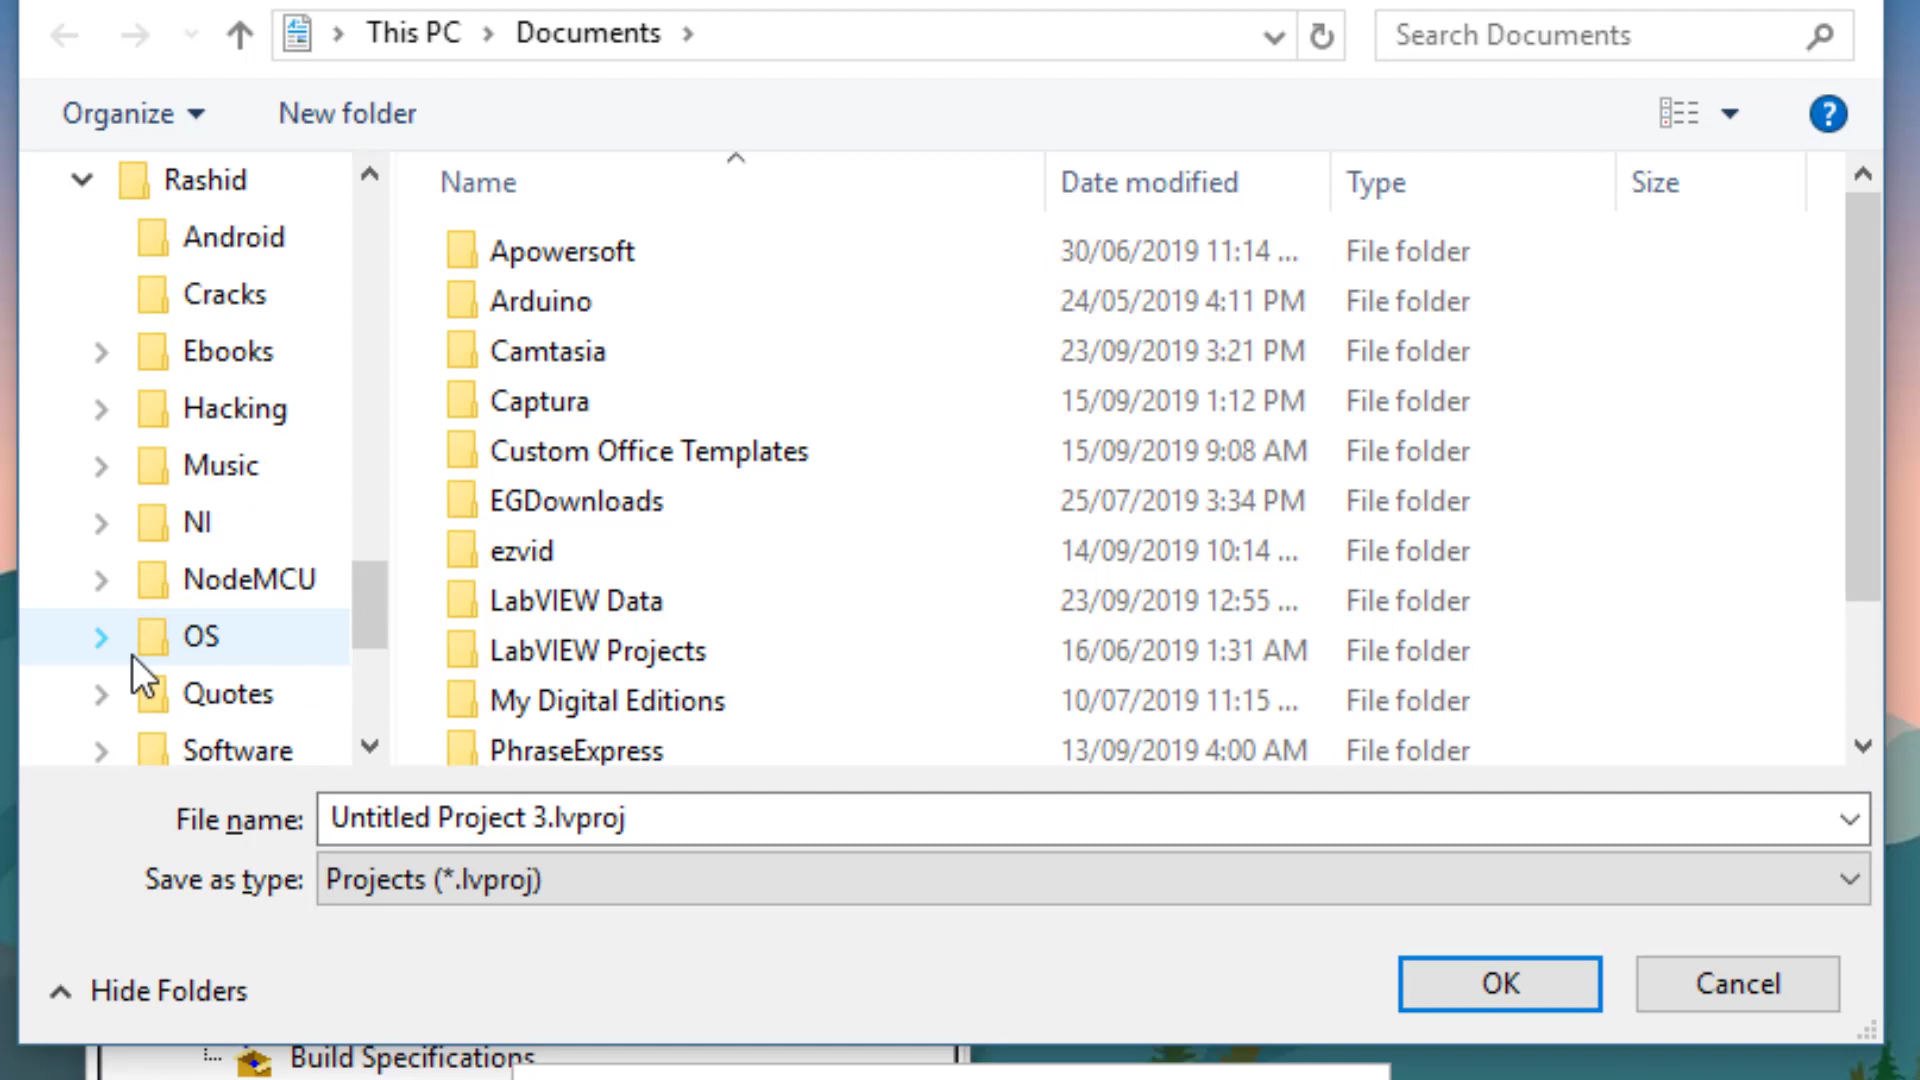 This PC > Documents >
Search Documents
Organize
New folder
?
Name Date modified Type Size
Rashid
Android
Cracks
Ebooks
Hacking
Music
NI
NodeMCU
OS
Quotes
Software
Apowersoft 30/06/2019 11:14 ... File folder
Arduino 24/05/2019 4:11 PM File folder
Camtasia 23/09/2019 3:21 PM File folder
Captura 15/09/2019 1:12 PM File folder
Custom Office Templates 15/09/2019 9:08 AM File folder
EGDownloads 25/07/2019 3:34 PM File folder
ezvid 14/09/2019 10:14 ... File folder
LabVIEW Data 23/09/2019 12:55 ... File folder
LabVIEW Projects 16/06/2019 1:31 AM File folder
My Digital Editions 10/07/2019 11:15 ... File folder
PhraseExpress 13/09/2019 4:00 AM File folder
File name: Untitled Project 3.lvproj
Save as type: Projects (*.lvproj)
Hide Folders
OK
Cancel
Build Specifications